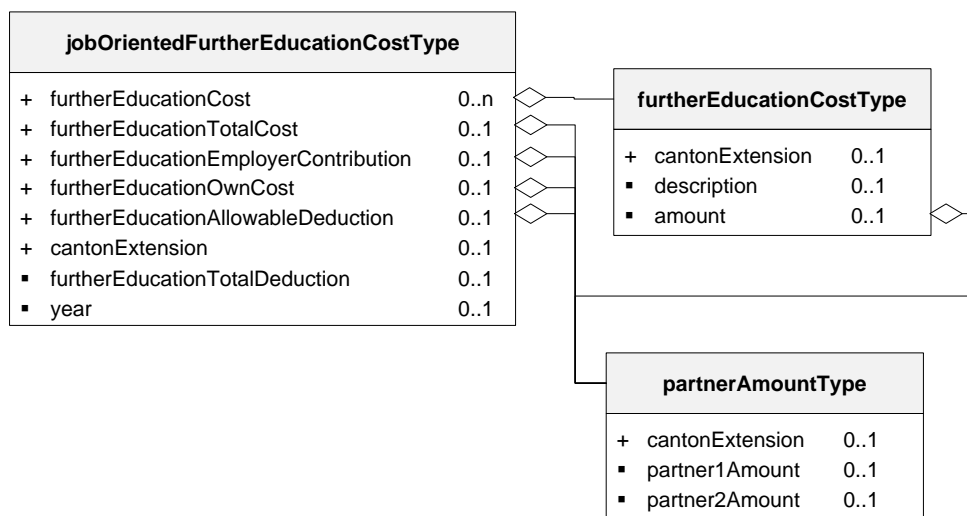 jobOrientedFurtherEducationCostType
+ furtherEducationCost 0..n
+ furtherEducationTotalCost 0..1
+ furtherEducationEmployerContribution 0..1
+ furtherEducationOwnCost 0..1
+ furtherEducationAllowableDeduction 0..1
+ cantonExtension 0..1
▪ furtherEducationTotalDeduction 0..1
▪ year 0..1
furtherEducationCostType
+ cantonExtension 0..1
▪ description 0..1
▪ amount 0..1
partnerAmountType
+ cantonExtension 0..1
▪ partner1Amount 0..1
▪ partner2Amount 0..1